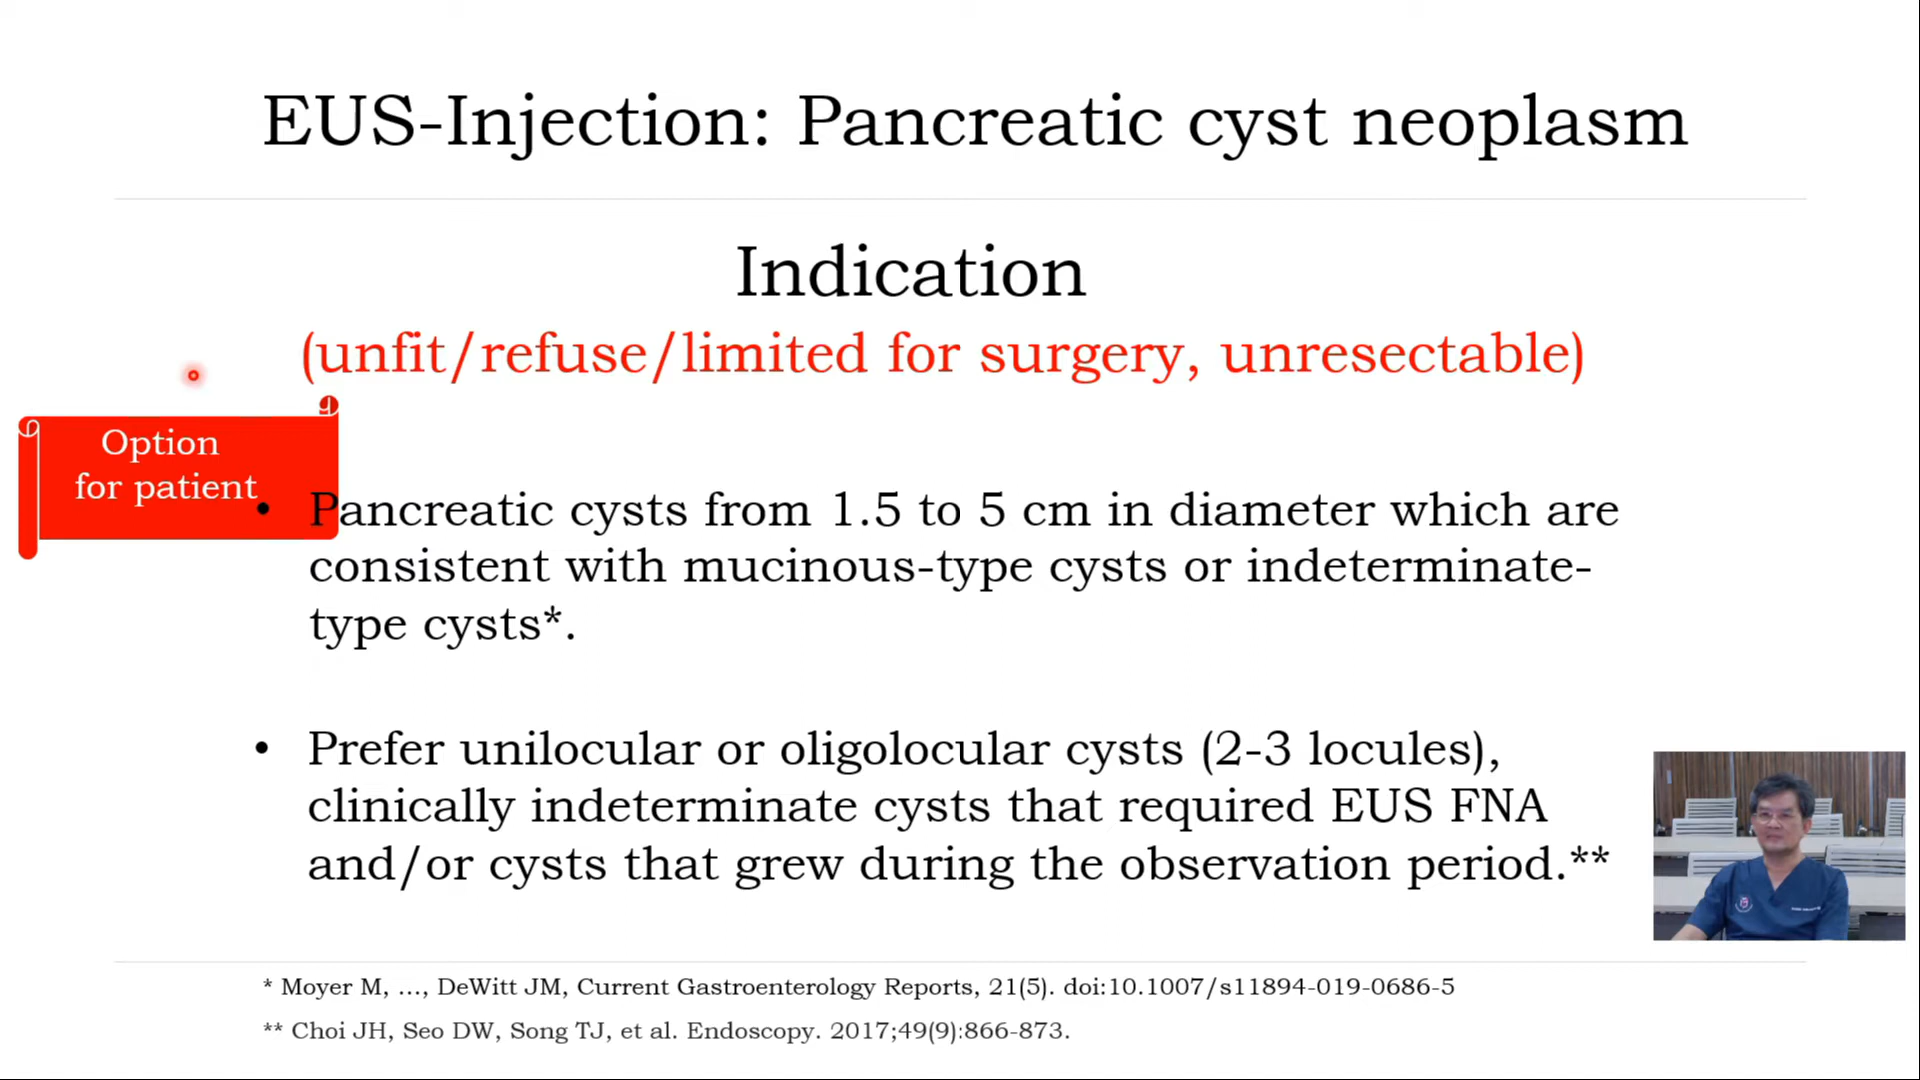 EUS-Injection: Pancreatic cyst neoplasm
Indication
(unfit/refuse/limited for surgery, unresectable)
Option
for patient
• Pancreatic cysts from 1.5 to 5 cm in diameter which are
consistent with mucinous-type cysts or indeterminate-
type cysts*.
• Prefer unilocular or oligolocular cysts (2-3 locules),
clinically indeterminate cysts that required EUS FNA
and/or cysts that grew during the observation period.**
* Moyer M, ..., DeWitt JM, Current Gastroenterology Reports, 21(5). doi:10.1007/s11894-019-0686-5
** Choi JH, Seo DW, Song TJ, et al. Endoscopy. 2017;49(9):866-873.